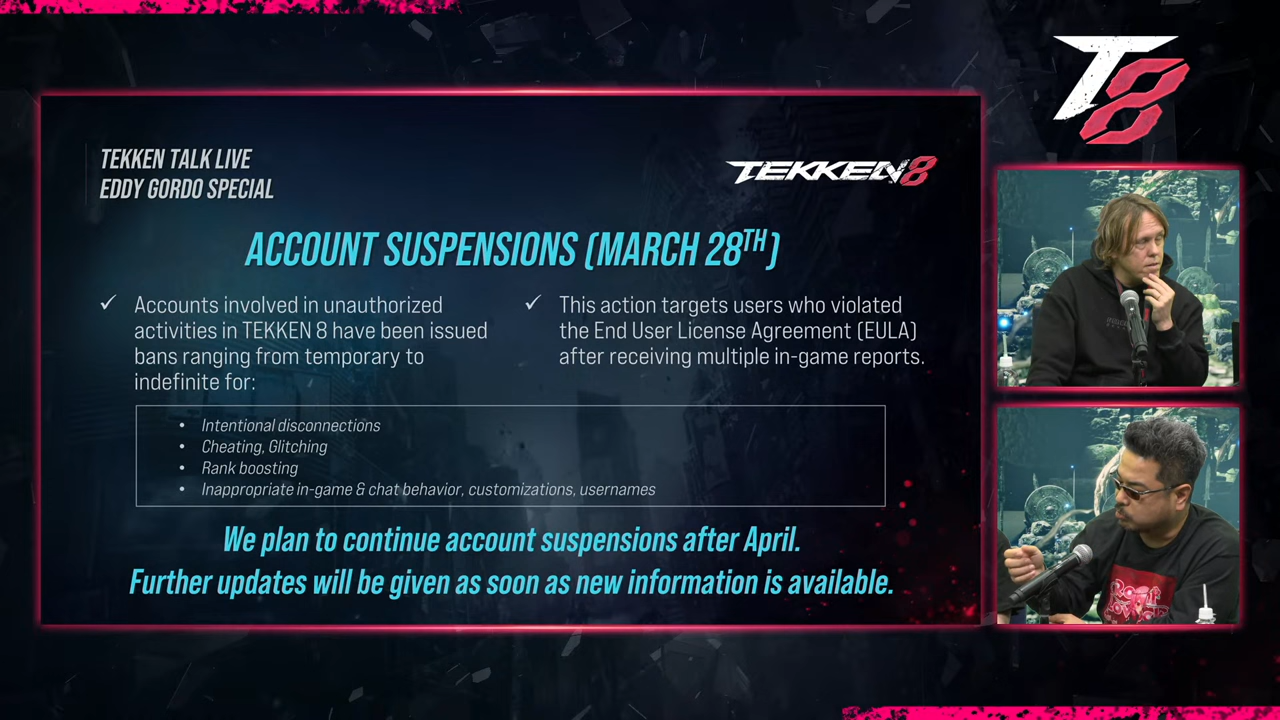 TEKKEN TALK LIVE
EDDY GORDO SPECIAL
TEKKEN 8
T8
ACCOUNT SUSPENSIONS (MARCH 28TH)
✓ Accounts involved in unauthorized
activities in TEKKEN 8 have been issued
bans ranging from temporary to
indefinite for:
✓ This action targets users who violated
the End User License Agreement (EULA)
after receiving multiple in-game reports.
• Intentional disconnections
• Cheating, Glitching
• Rank boosting
• Inappropriate in-game & chat behavior, customizations, usernames
We plan to continue account suspensions after April.
Further updates will be given as soon as new information is available.